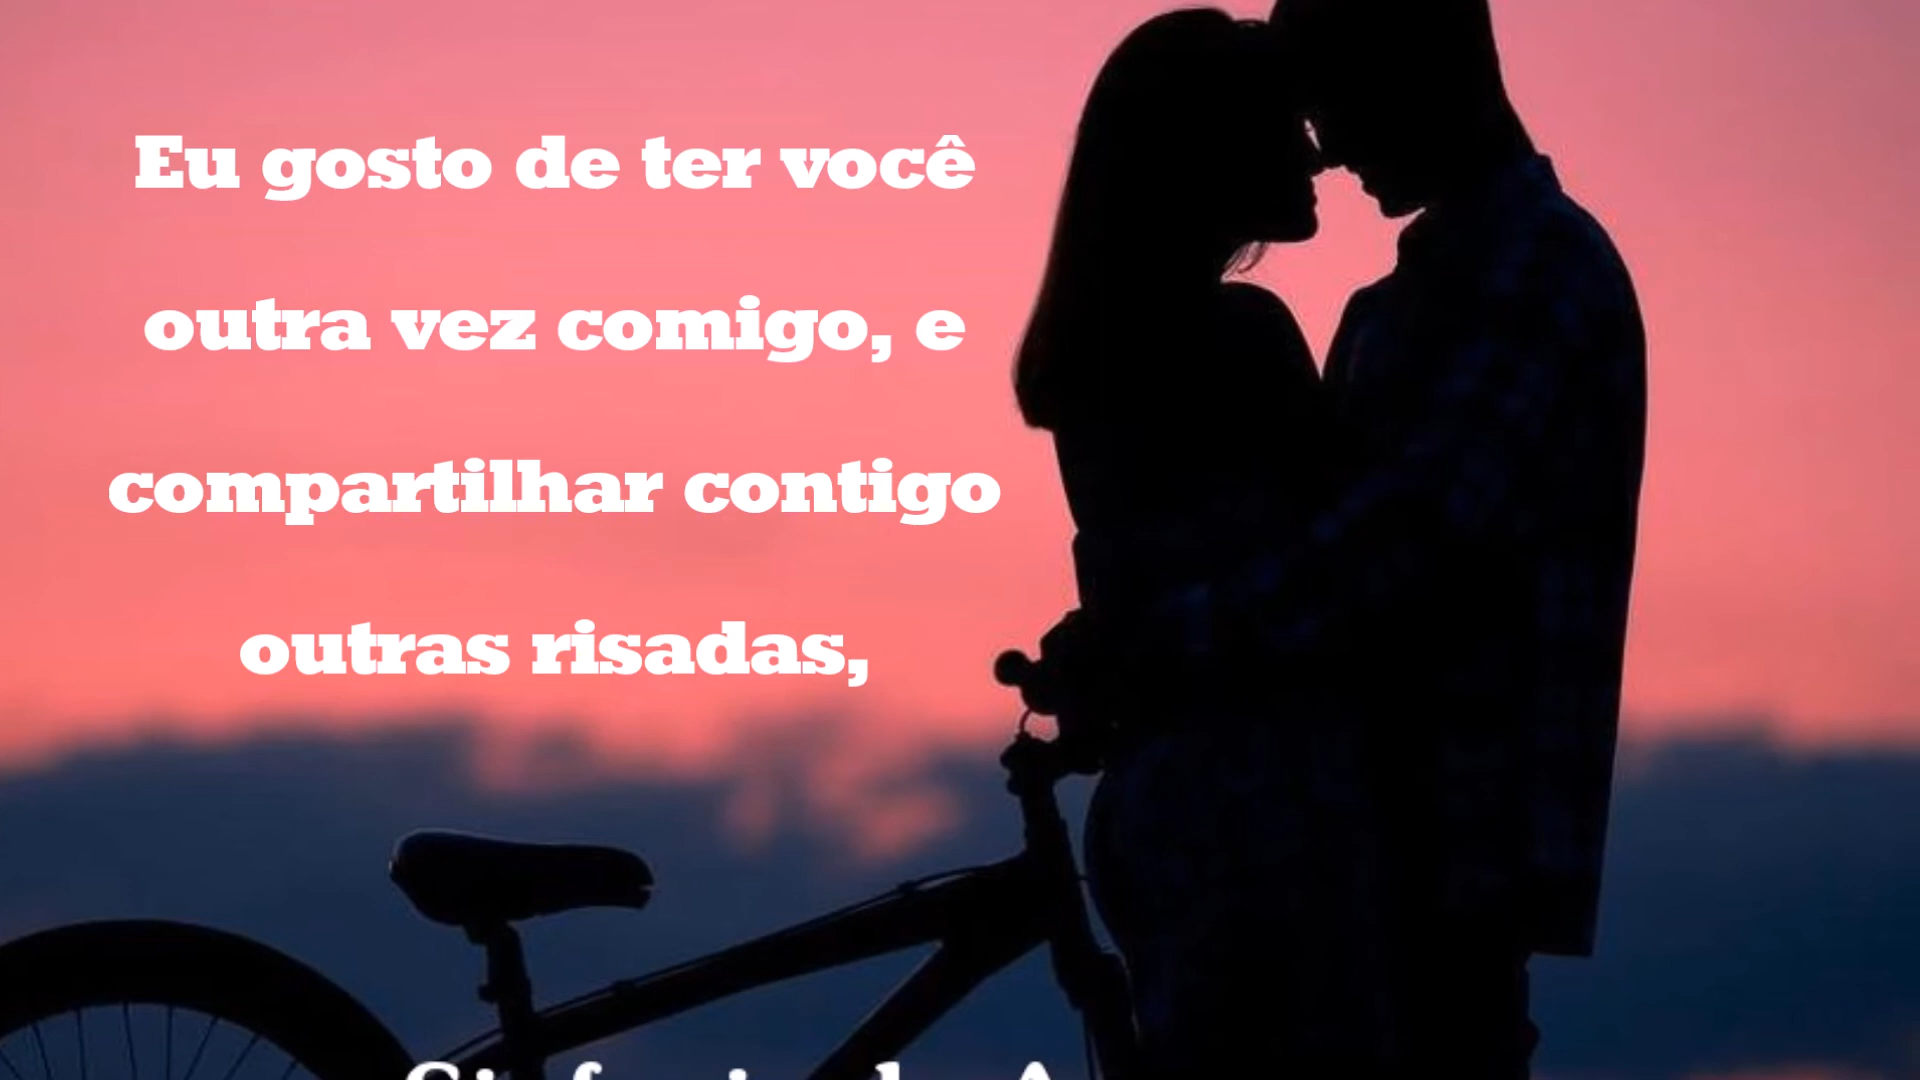 Eu gosto de ter você
outra vez comigo, e
compartilhar contigo
outras risadas,